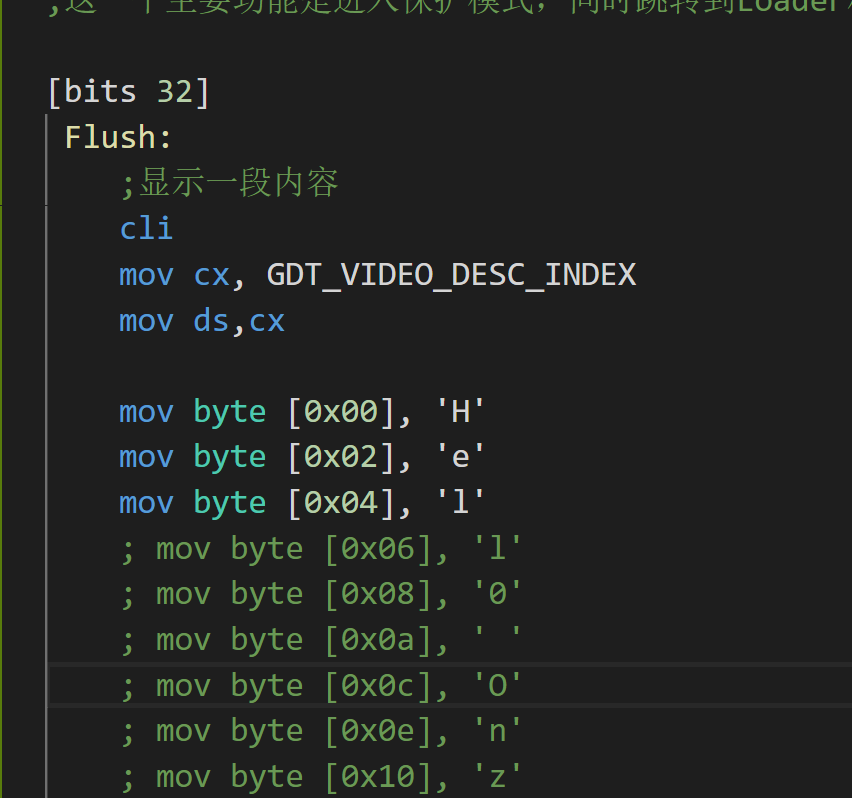 ;这一个主要功能是进入保护模式，同时跳转到Loader
[bits 32]
Flush:
;显示一段内容
cli
mov cx, GDT_VIDEO_DESC_INDEX
mov ds,cx
mov byte [0x00], 'H'
mov byte [0x02], 'e'
mov byte [0x04], 'l'
; mov byte [0x06], 'l'
; mov byte [0x08], '0'
; mov byte [0x0a], ' '
; mov byte [0x0c], 'O'
; mov byte [0x0e], 'n'
; mov byte [0x10], 'z'